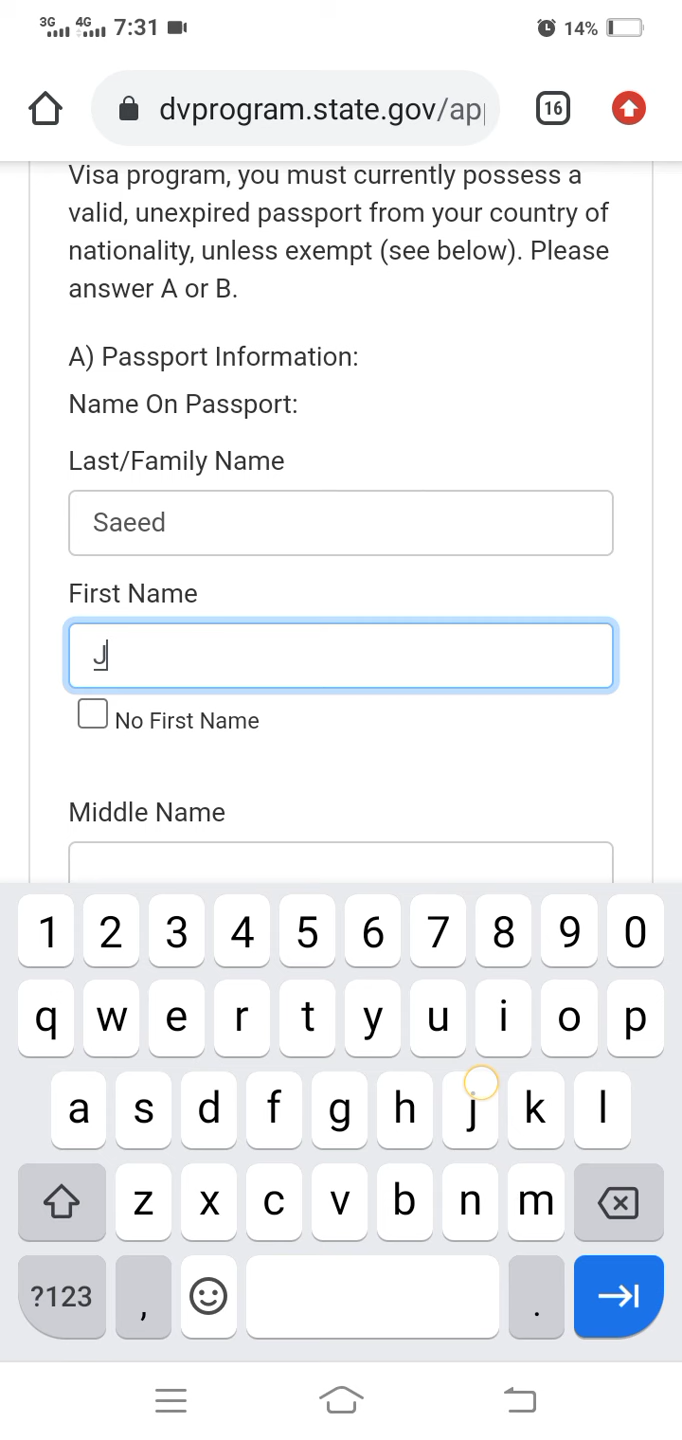 3G 4G 7:31 14%
dvprogram.state.gov/ap 16
Visa program, you must currently possess a
valid, unexpired passport from your country of
nationality, unless exempt (see below). Please
answer A or B.
A) Passport Information:
Name On Passport:
Last/Family Name
Saeed
First Name
J
No First Name
Middle Name
1 2 3 4 5 6 7 8 9 0
q w e r t y u i o p
a s d f g h j k l
z x c v b n m
?123 , .